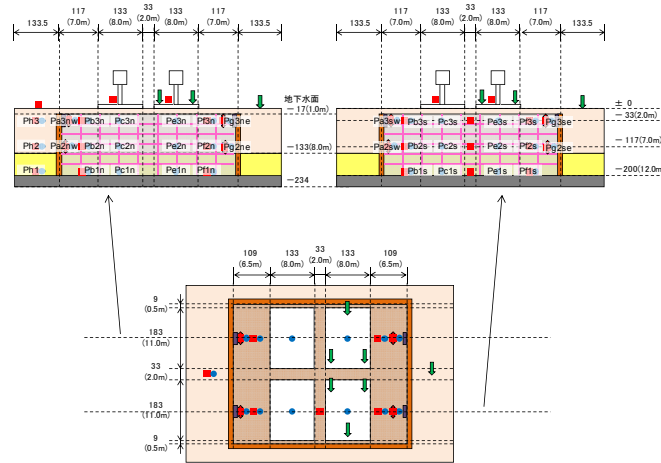 33
117 133 (2.0m) 133 117
133.5 (7.0m) (8.0m) (8.0m) (7.0m) 133.5
33
117 133 (2.0m) 133 117
133.5 (7.0m) (8.0m) (8.0m) (7.0m) 133.5
地下水面
－17(1.0m)
－133(8.0m)
－234
± 0
－33(2.0m)
－117(7.0m)
－200(12.0m)
Ph3 Pa3nw Pb3n Pc3n Pe3n Pf3n Pg3ne
Ph2 Pa2nw Pb2n Pc2n Pe2n Pf2n Pg2ne
Ph1 Pb1n Pc1n Pe1n Pf1n
Pa3sw Pb3s Pc3s Pe3s Pf3s Pg3se
Pa2sw Pb2s Pc2s Pe2s Pf2s Pg2se
Pb1s Pc1s Pe1s Pf1s
33
109 133 (2.0m) 133 109
(6.5m) (8.0m) (8.0m) (6.5m)
9
(0.5m)
183
(11.0m)
33
(2.0m)
183
(11.0m)
9
(0.5m)